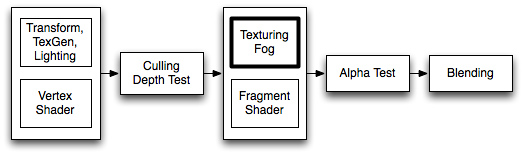 Transform,
TexGen,
Lighting
Vertex
Shader
Culling
Depth Test
Texturing
Fog
Fragment
Shader
Alpha Test
Blending